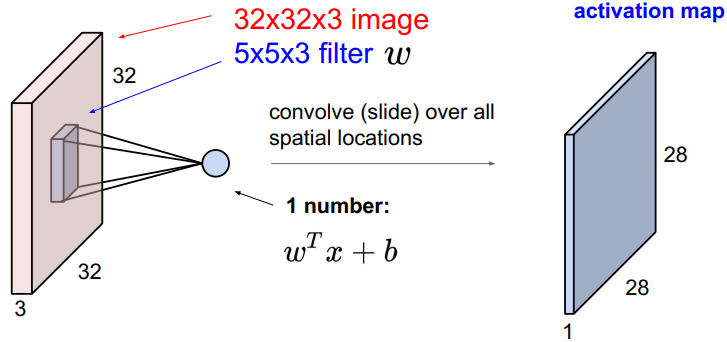 32x32x3 image
5x5x3 filter w
32
32
3
convolve (slide) over all
spatial locations
1 number:
wᵀx + b
activation map
28
28
1